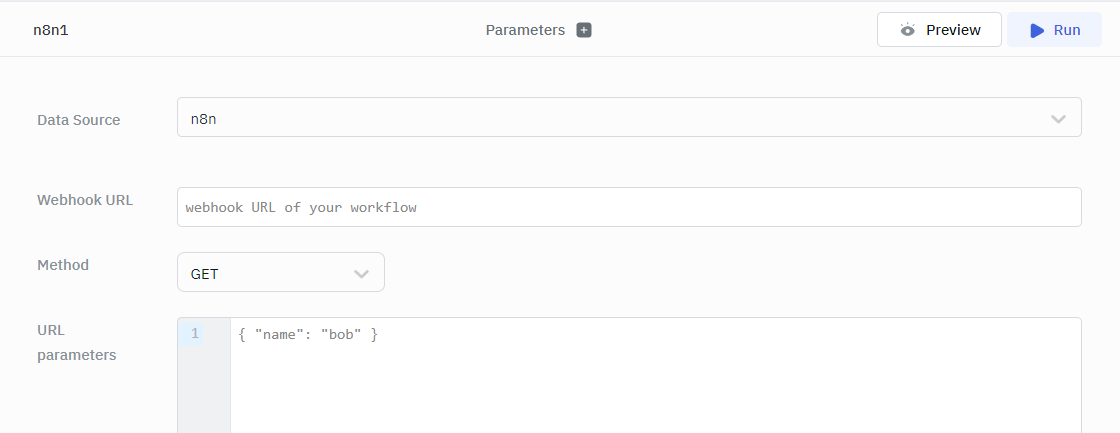 n8n1
Parameters
Preview
Run
Data Source
n8n
Webhook URL
webhook URL of your workflow
Method
GET
URL
parameters
1
{ "name": "bob" }